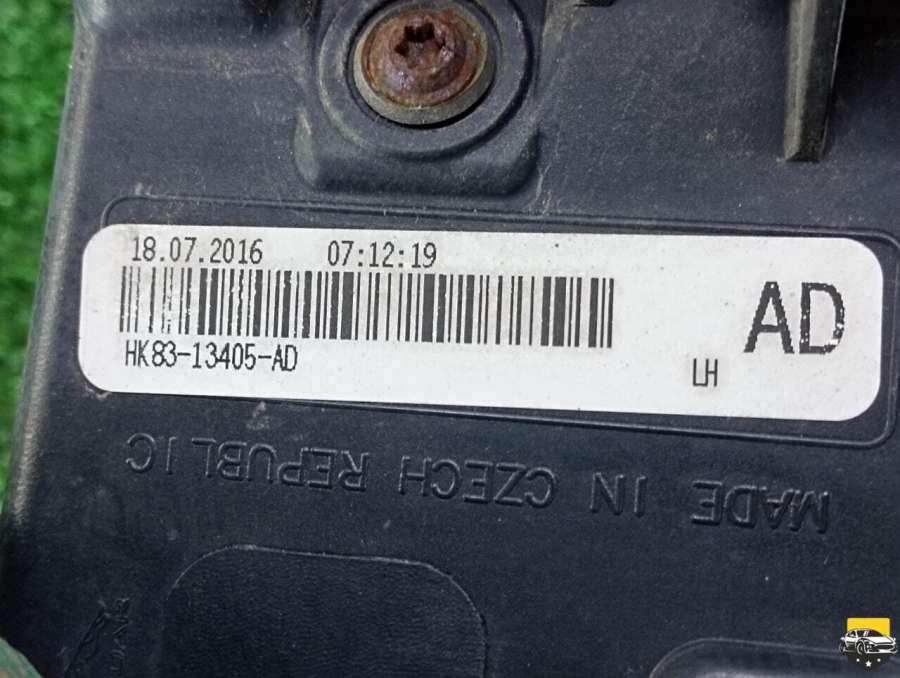 18.07.2016 07:12:19
HK83-13405-AD
AD
LH
MADE IN CZECH REPUBLIC